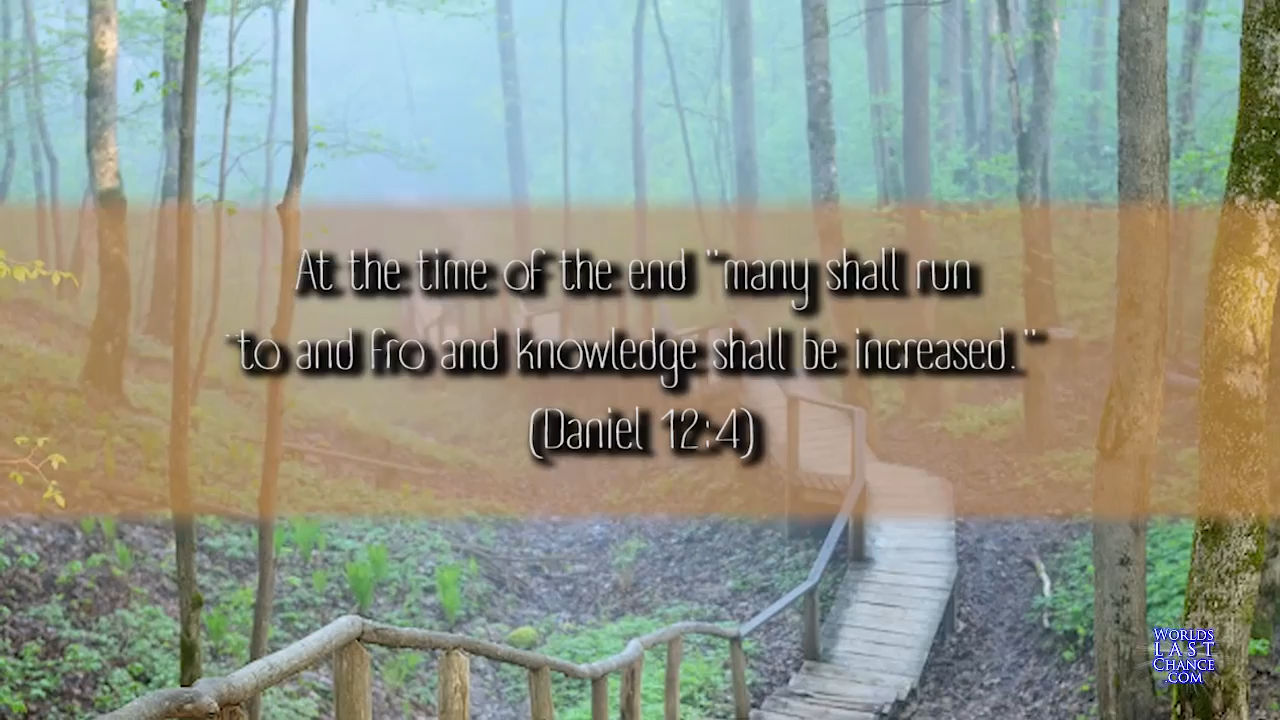 At the time of the end "many shall run
to and fro and knowledge shall be increased."
(Daniel 12:4)
WORLDS
LAST
CHANCE
.COM